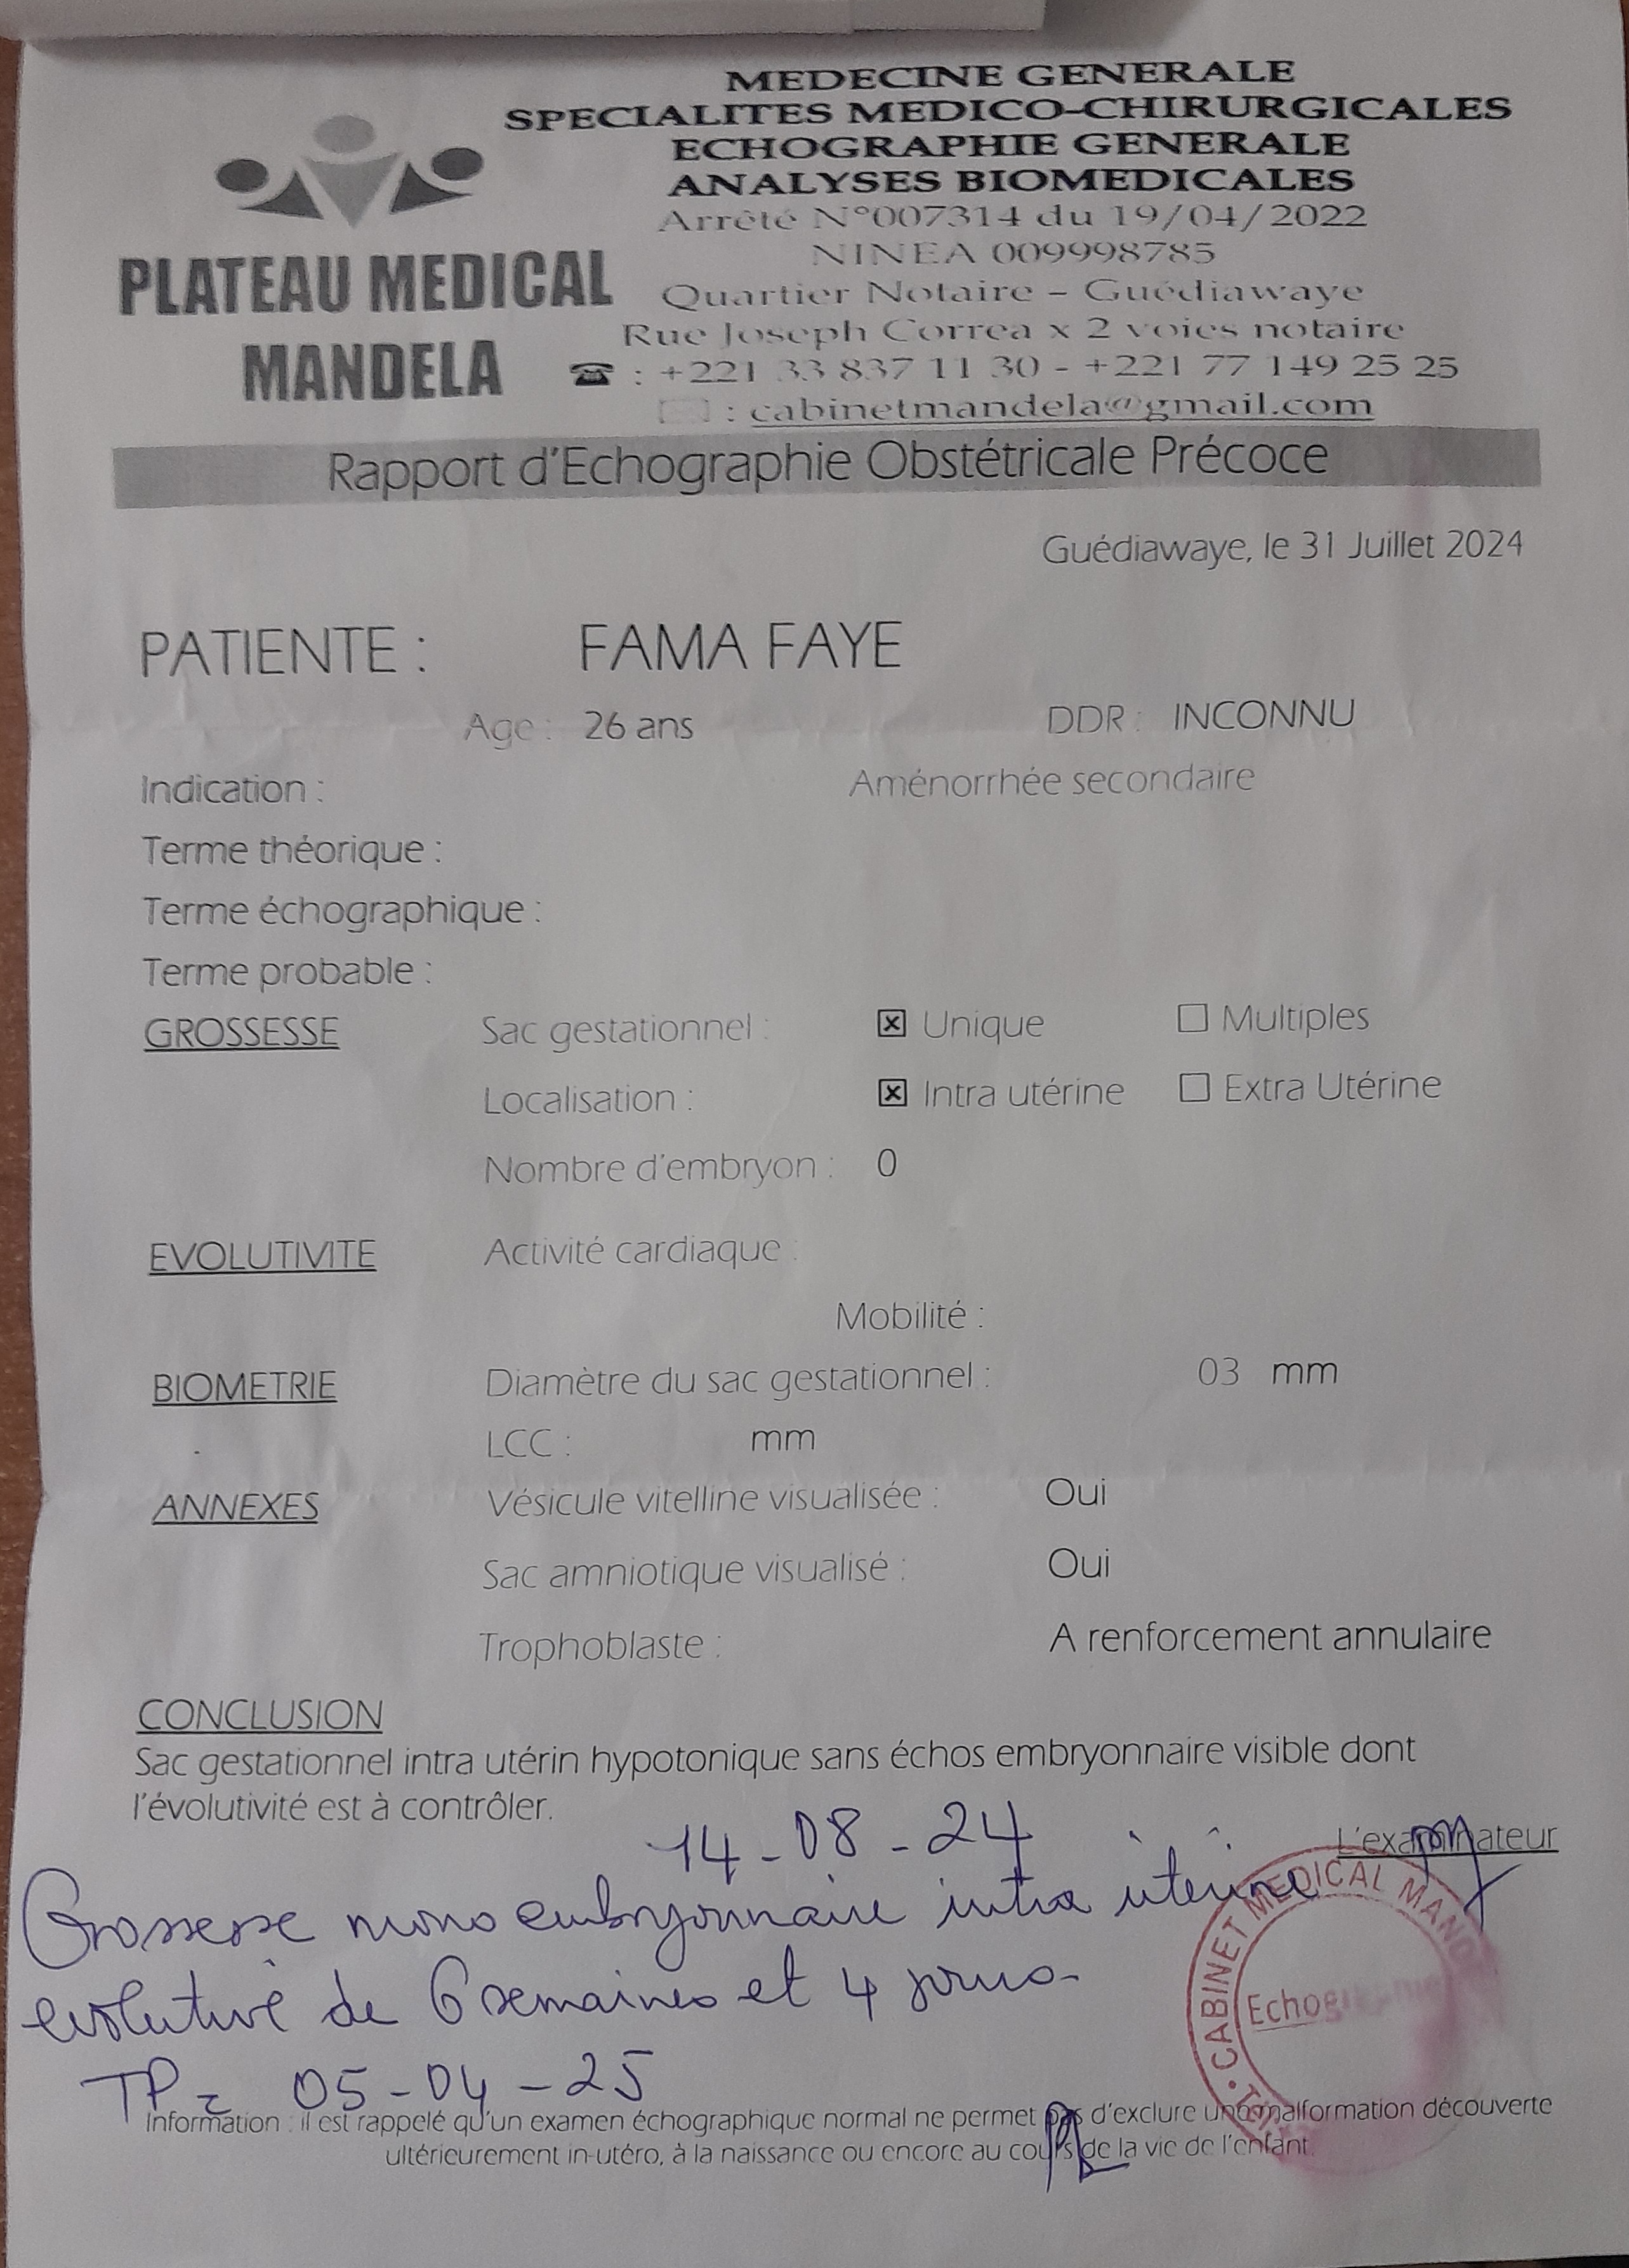 MEDECINE GENERALE
SPECIALITES MEDICO-CHIRURGICALES
ECHOGRAPHIE GENERALE
ANALYSES BIOMEDICALES
Arrêté N°007314 du 19/04/2022
NINEA 009998785
Quartier Notaire – Guédiawaye
Rue Joseph Correa x 2 voies notaire
☎ : +221 33 837 11 30 - +221 77 149 25 25
: cabinetmandela@gmail.com
PLATEAU MEDICAL
MANDELA
Rapport d'Echographie Obstétricale Précoce
Guédiawaye, le 31 Juillet 2024
PATIENTE : FAMA FAYE
Age : 26 ans DDR : INCONNU
Indication : Aménorrhée secondaire
Terme théorique :
Terme échographique :
Terme probable :
GROSSESSE Sac gestationnel : ☒ Unique ☐ Multiples
Localisation : ☒ Intra utérine ☐ Extra Utérine
Nombre d'embryon : 0
EVOLUTIVITE Activité cardiaque :
Mobilité :
BIOMETRIE Diamètre du sac gestationnel : 03 mm
LCC : mm
ANNEXES Vésicule vitelline visualisée : Oui
Sac amniotique visualisé : Oui
Trophoblaste : A renforcement annulaire
CONCLUSION
Sac gestationnel intra utérin hypotonique sans échos embryonnaire visible dont
l'évolutivité est à contrôler.
L'examinateur
14-08-24
Grossesse mono embryonnaire intra utérine
evolutive de 6 semaines et 4 jours-
TP = 05-04-25
CABINET MEDICAL
Echographie
Information : il est rappelé qu'un examen échographique normal ne permet pas d'exclure une malformation découverte
ultérieurement in-utéro, à la naissance ou encore au cours de la vie de l'enfant.